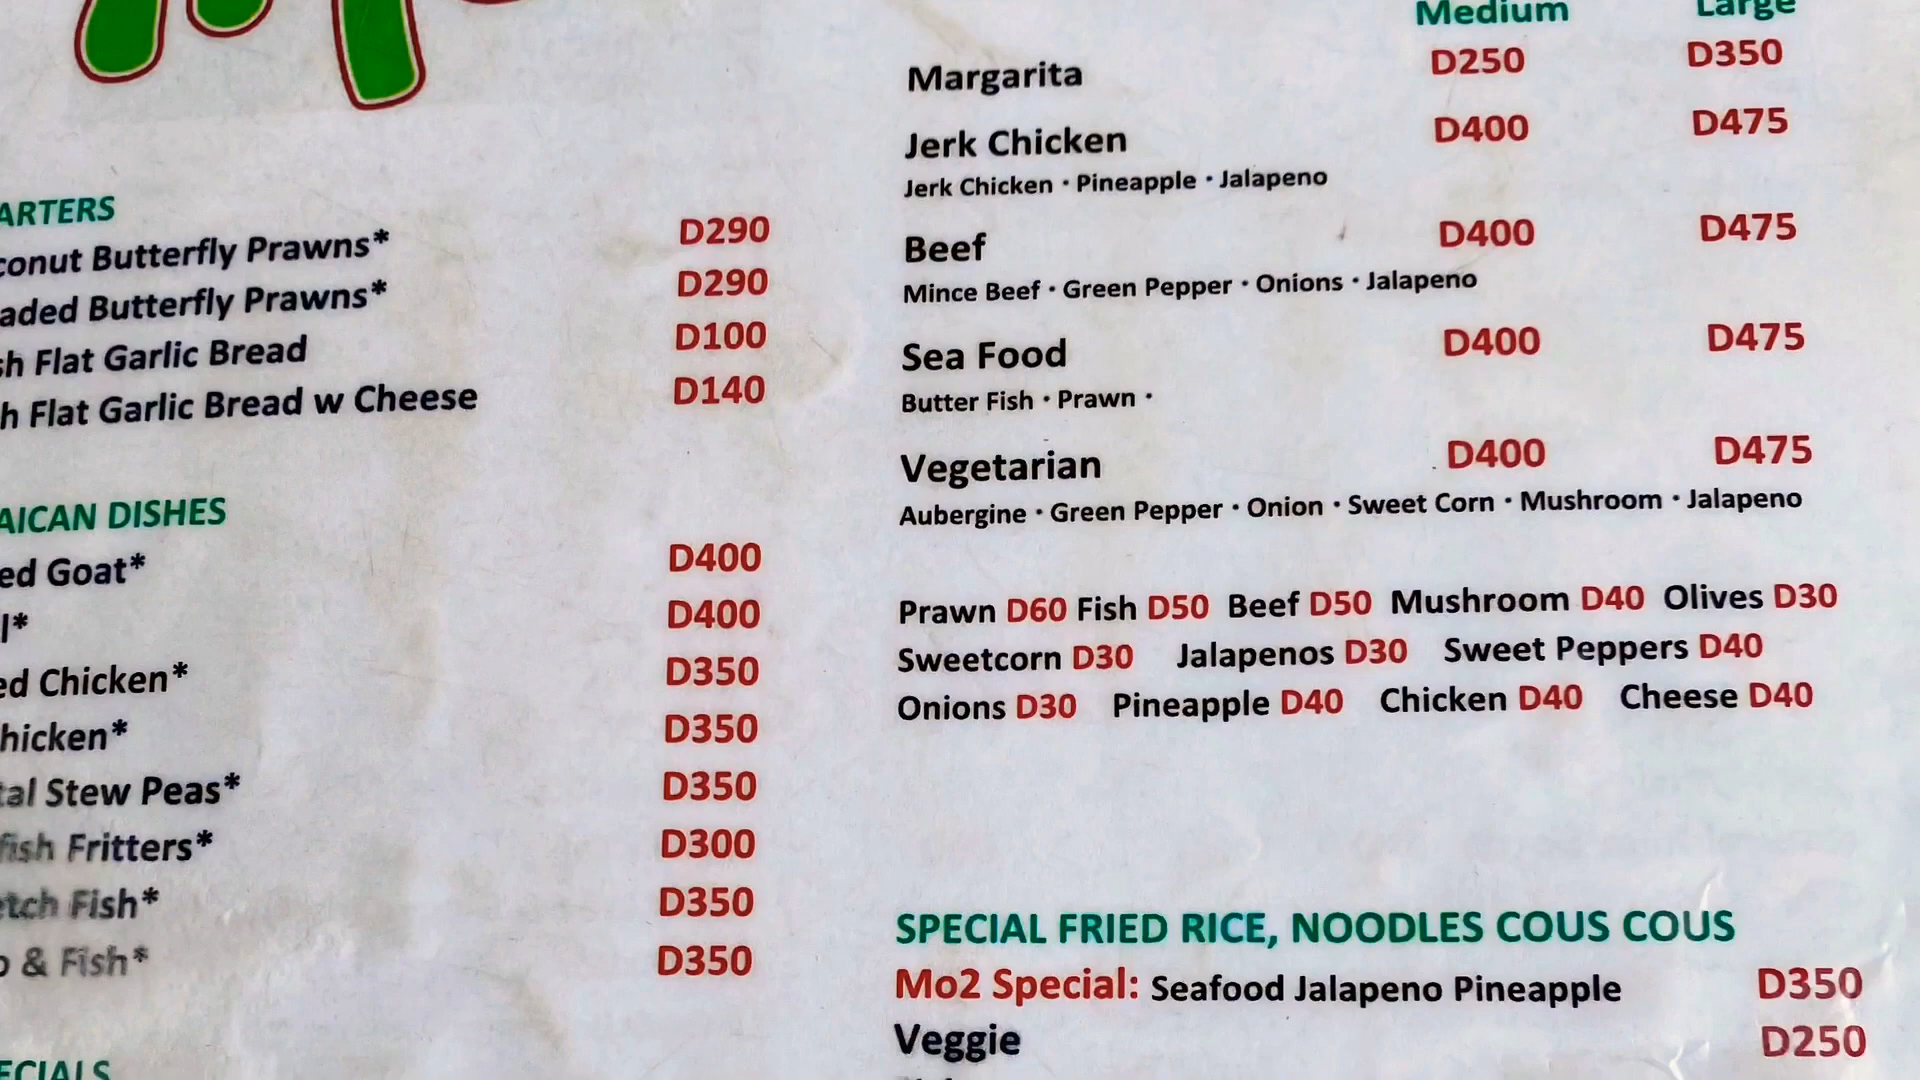 ARTERS
conut Butterfly Prawns* D290
aded Butterfly Prawns* D290
sh Flat Garlic Bread D100
h Flat Garlic Bread w Cheese D140
AICAN DISHES
ed Goat* D400
l* D400
ed Chicken* D350
hicken* D350
tal Stew Peas* D350
fish Fritters* D300
etch Fish* D350
& Fish* D350
ECIALS
Medium Large
Margarita D250 D350
Jerk Chicken D400 D475
Jerk Chicken · Pineapple · Jalapeno
Beef D400 D475
Mince Beef · Green Pepper · Onions · Jalapeno
Sea Food D400 D475
Butter Fish · Prawn ·
Vegetarian D400 D475
Aubergine · Green Pepper · Onion · Sweet Corn · Mushroom · Jalapeno
Prawn D60 Fish D50 Beef D50 Mushroom D40 Olives D30
Sweetcorn D30 Jalapenos D30 Sweet Peppers D40
Onions D30 Pineapple D40 Chicken D40 Cheese D40
SPECIAL FRIED RICE, NOODLES COUS COUS
Mo2 Special: Seafood Jalapeno Pineapple D350
Veggie D250